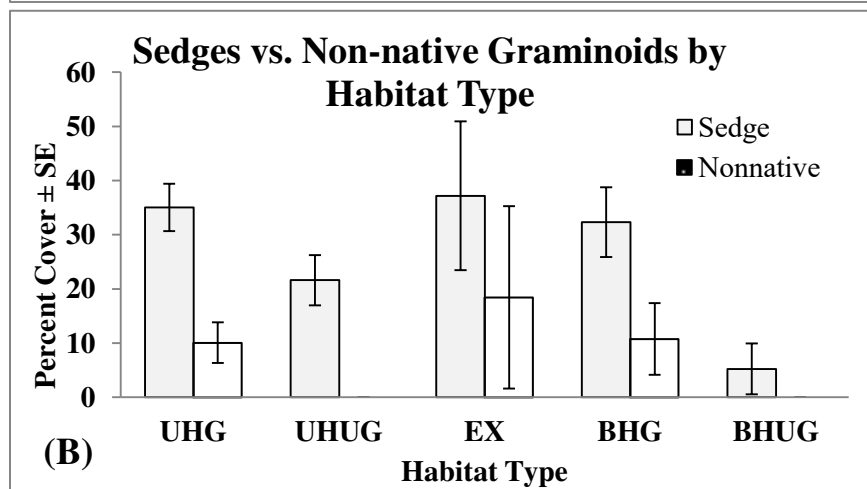 Sedges vs. Non-native Graminoids by
Habitat Type
60
50
40
30
20
10
0
Percent Cover ± SE
Sedge
Nonnative
UHG UHUG EX BHG BHUG
Habitat Type
(B)